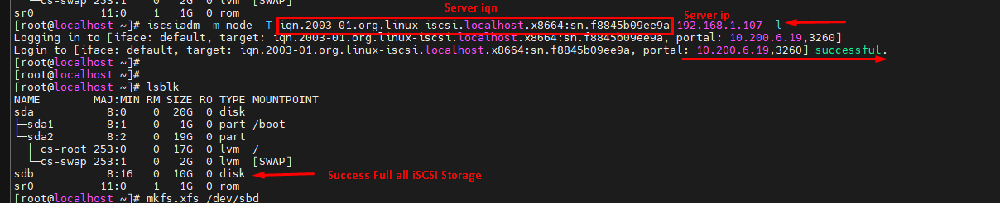 cs-swap 253:1 0 2G 0 lvm [SWAP]
sr0 11:0 1 1G 0 rom
Server iqn
Server ip
[root@localhost ~]# iscsiadm -m node -T iqn.2003-01.org.linux-iscsi.localhost.x8664:sn.f8845b09ee9a 192.168.1.107 -l
Logging in to [iface: default, target: iqn.2003-01.org.linux-iscsi.localhost.x8664:sn.f8845b09ee9a, portal: 10.200.6.19,3260]
Login to [iface: default, target: iqn.2003-01.org.linux-iscsi.localhost.x8664:sn.f8845b09ee9a, portal: 10.200.6.19,3260] successful.
[root@localhost ~]#
[root@localhost ~]#
[root@localhost ~]# lsblk
NAME MAJ:MIN RM SIZE RO TYPE MOUNTPOINT
sda 8:0 0 20G 0 disk
├─sda1 8:1 0 1G 0 part /boot
└─sda2 8:2 0 19G 0 part
├─cs-root 253:0 0 17G 0 lvm /
└─cs-swap 253:1 0 2G 0 lvm [SWAP]
sdb 8:16 0 10G 0 disk Success Full all iSCSI Storage
sr0 11:0 1 1G 0 rom
[root@localhost ~]# mkfs.xfs /dev/sbd